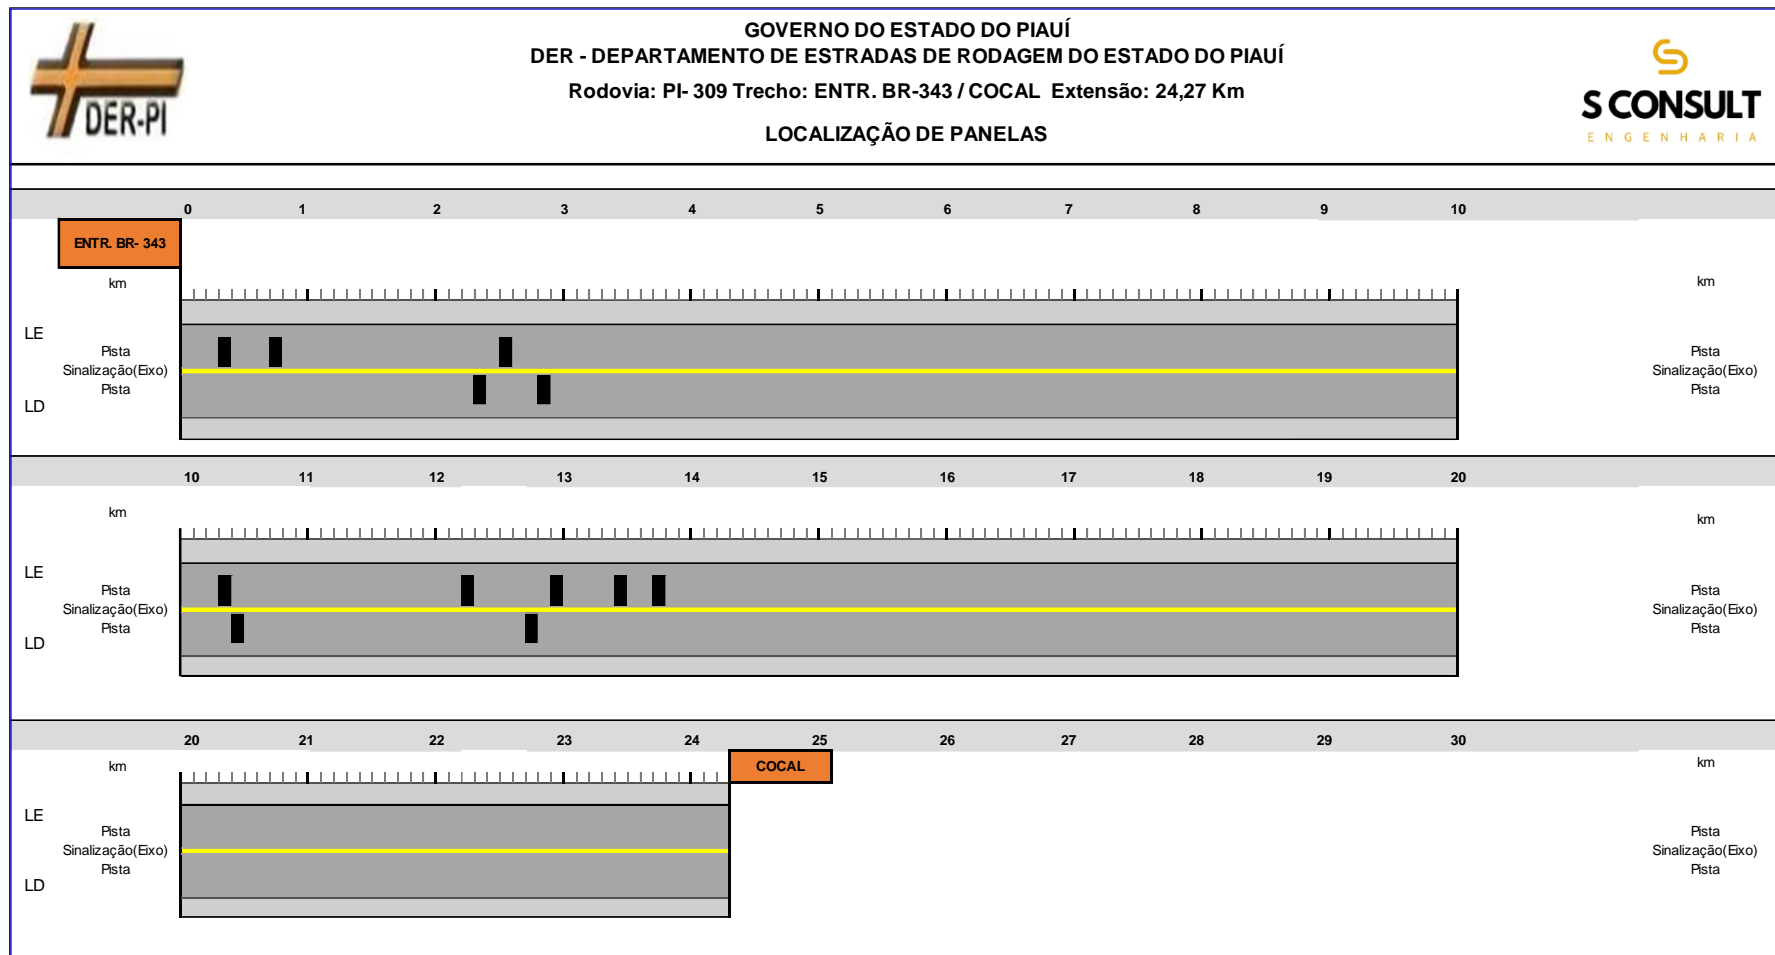 GOVERNO DO ESTADO DO PIAUÍ
DER - DEPARTAMENTO DE ESTRADAS DE RODAGEM DO ESTADO DO PIAUÍ
Rodovia: PI- 309 Trecho: ENTR. BR-343 / COCAL Extensão: 24,27 Km
LOCALIZAÇÃO DE PANELAS
DER-PI
S CONSULT
ENGENHARIA
0 1 2 3 4 5 6 7 8 9 10
ENTR. BR- 343
km km
LE
Pista Pista
Sinalização(Eixo) Sinalização(Eixo)
Pista Pista
LD
10 11 12 13 14 15 16 17 18 19 20
km km
LE
Pista Pista
Sinalização(Eixo) Sinalização(Eixo)
Pista Pista
LD
20 21 22 23 24 25 26 27 28 29 30
km COCAL km
LE
Pista Pista
Sinalização(Eixo) Sinalização(Eixo)
Pista Pista
LD